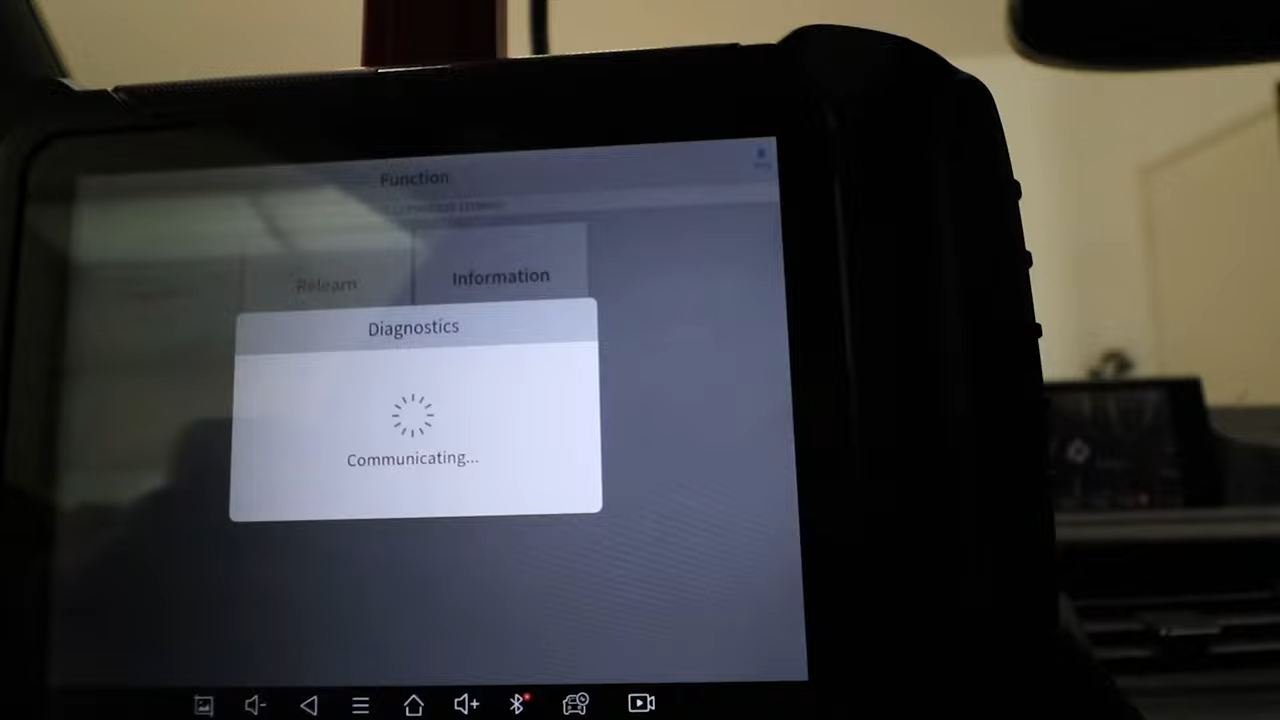 Function
Relearn
Information
Diagnostics
Communicating...